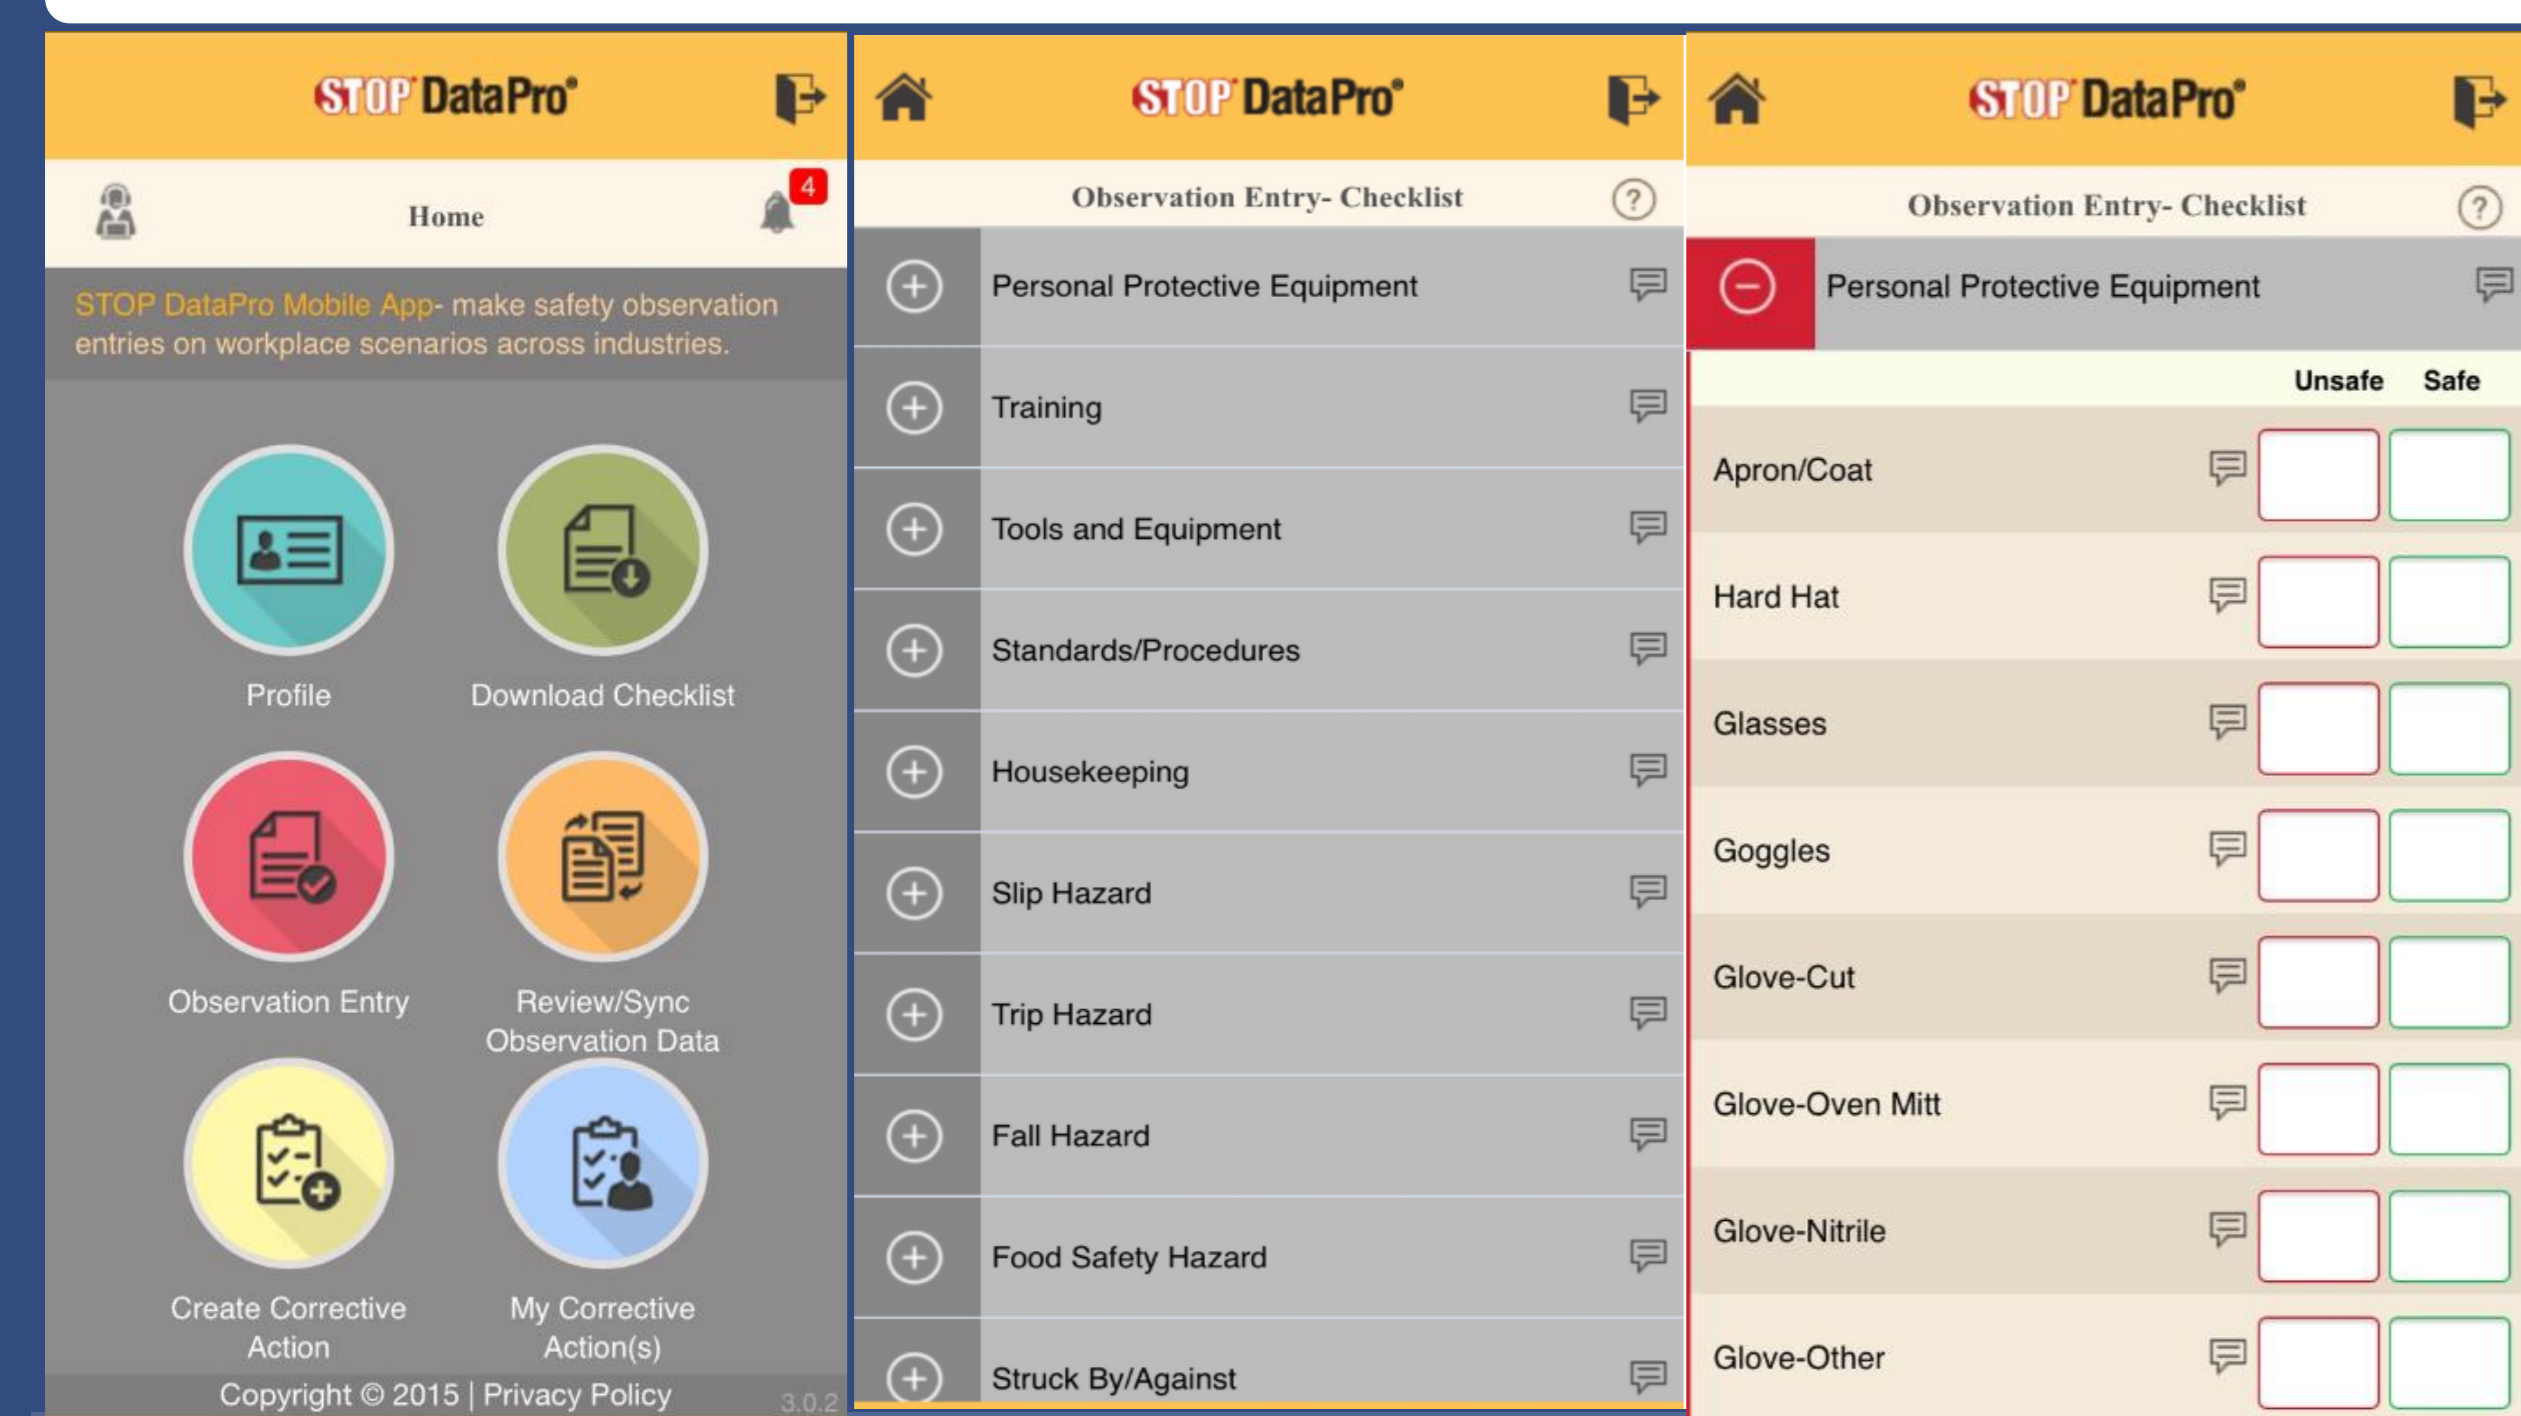 STOP DataPro®
Home
4
STOP DataPro Mobile App- make safety observation
entries on workplace scenarios across industries.
Profile
Download Checklist
Observation Entry
Review/Sync
Observation Data
Create Corrective
Action
My Corrective
Action(s)
Copyright © 2015 | Privacy Policy
3.0.2
STOP DataPro®
Observation Entry- Checklist
?
Personal Protective Equipment
Training
Tools and Equipment
Standards/Procedures
Housekeeping
Slip Hazard
Trip Hazard
Fall Hazard
Food Safety Hazard
Struck By/Against
STOP DataPro®
Observation Entry- Checklist
?
Personal Protective Equipment
Unsafe Safe
Apron/Coat
Hard Hat
Glasses
Goggles
Glove-Cut
Glove-Oven Mitt
Glove-Nitrile
Glove-Other